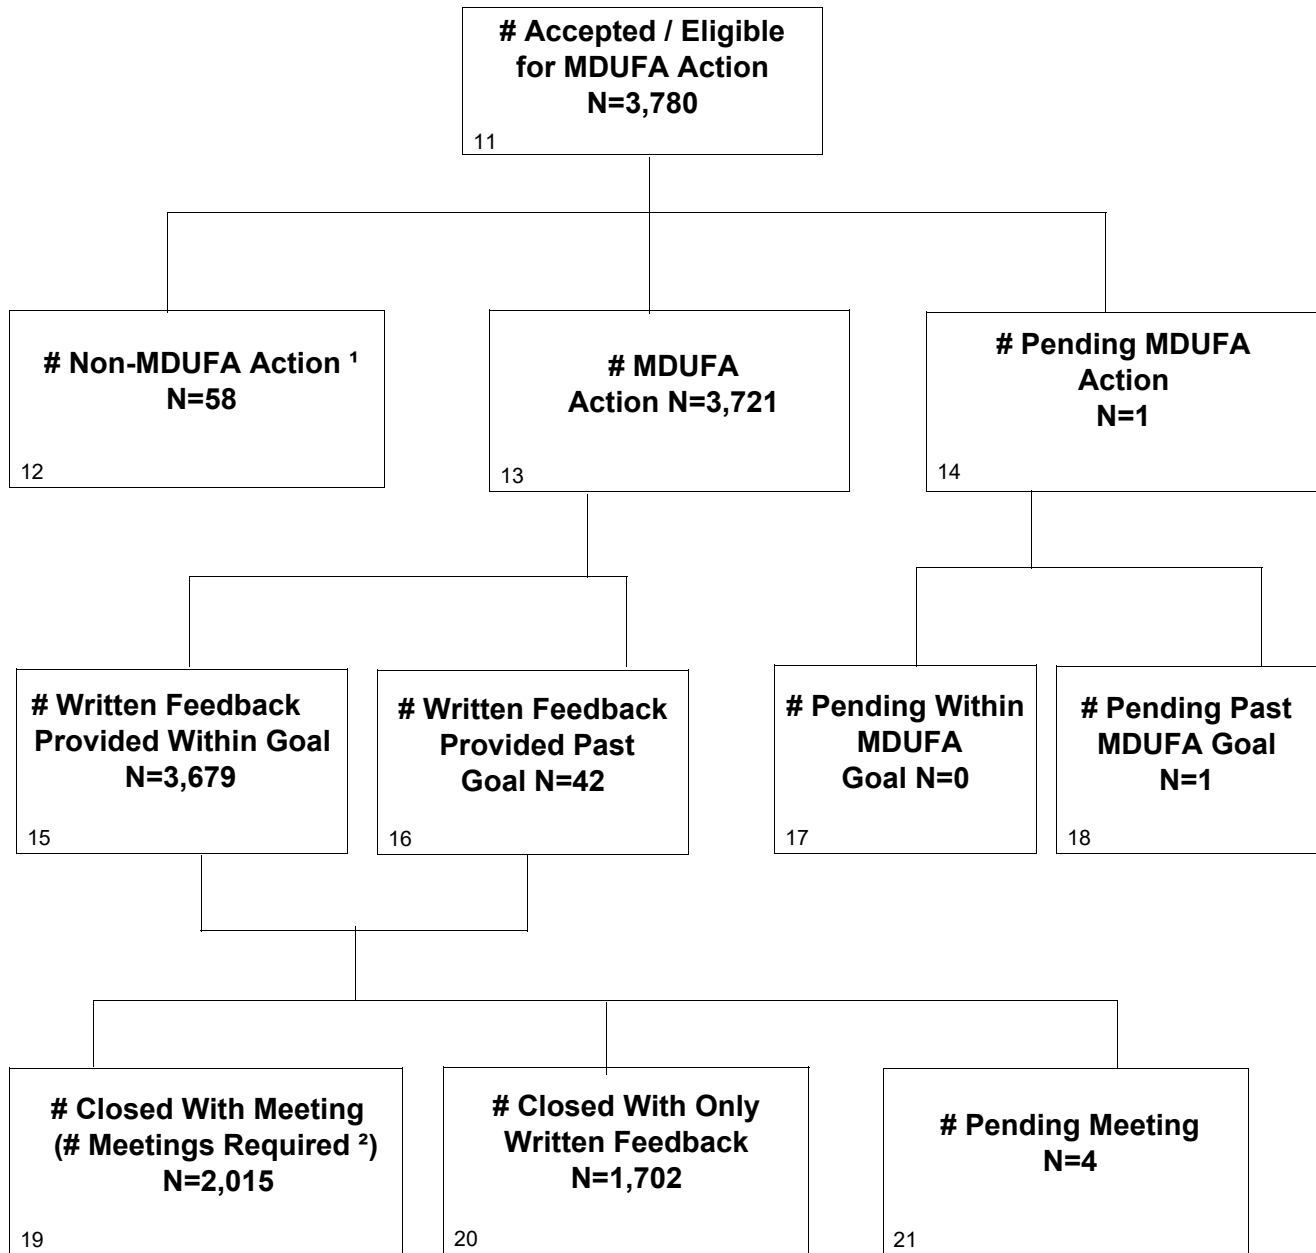 # Accepted / Eligible
for MDUFA Action
N=3,780
11
# Non-MDUFA Action ¹
N=58
12
# MDUFA
Action N=3,721
13
# Pending MDUFA
Action
N=1
14
# Written Feedback
Provided Within Goal
N=3,679
15
# Written Feedback
Provided Past
Goal N=42
16
# Pending Within
MDUFA
Goal N=0
17
# Pending Past
MDUFA Goal
N=1
18
# Closed With Meeting
(# Meetings Required ²)
N=2,015
19
# Closed With Only
Written Feedback
N=1,702
20
# Pending Meeting
N=4
21